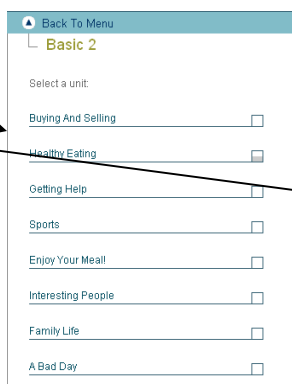 Back To Menu
Basic 2
Select a unit:
Buying And Selling
Healthy Eating
Getting Help
Sports
Enjoy Your Meal!
Interesting People
Family Life
A Bad Day